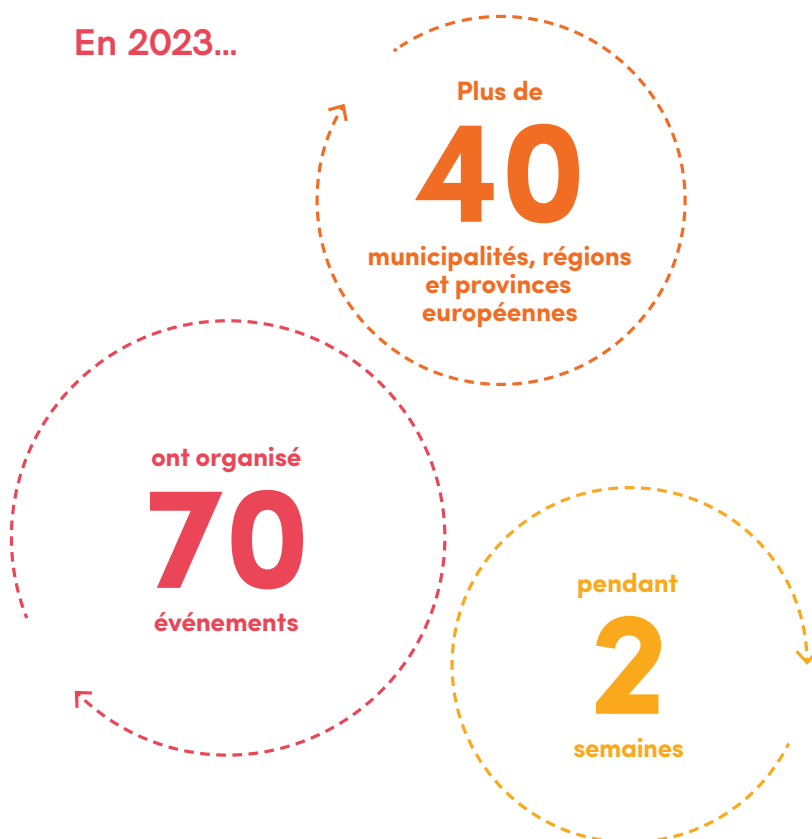 En 2023...
Plus de
40
municipalités, régions
et provinces
européennes
ont organisé
70
événements
pendant
2
semaines